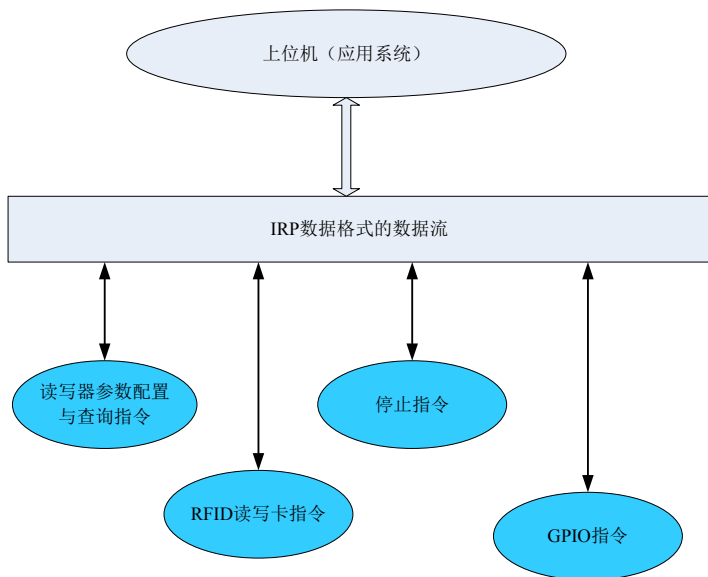 上位机（应用系统）
IRP数据格式的数据流
读写器参数配置
与查询指令
停止指令
RFID读写卡指令
GPIO指令